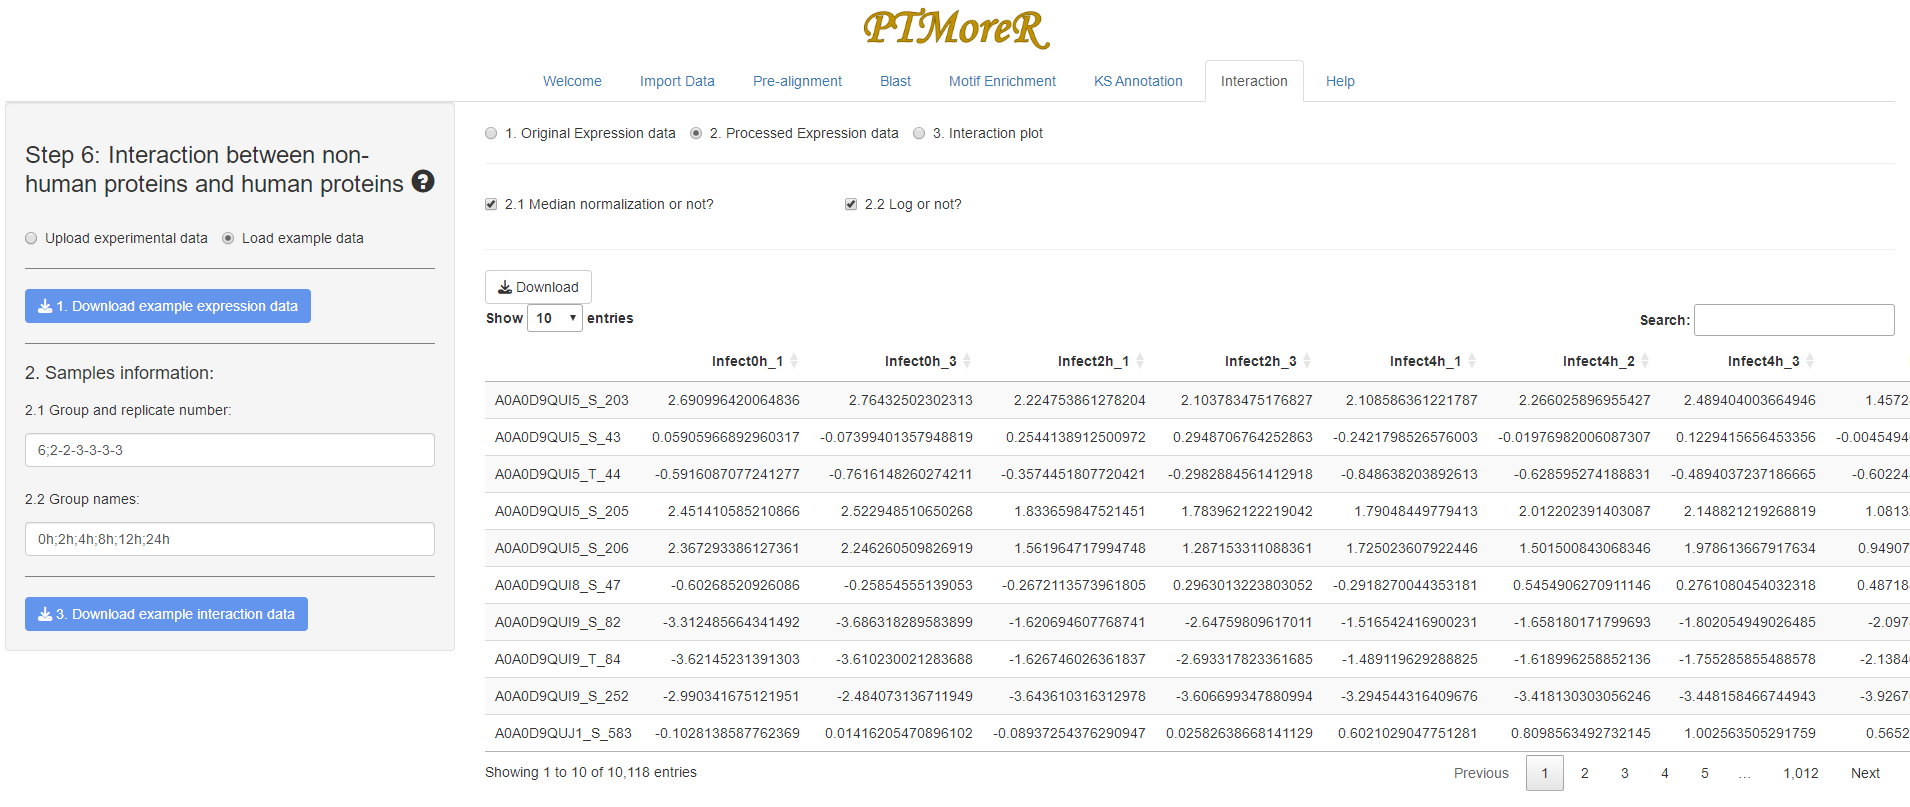 PTMoreR
Welcome Import Data Pre-alignment Blast Motif Enrichment KS Annotation Interaction Help
Step 6: Interaction between non-
human proteins and human proteins ?
Upload experimental data Load example data
1. Download example expression data
2. Samples information:
2.1 Group and replicate number:
6;2-2-3-3-3-3
2.2 Group names:
0h;2h;4h;8h;12h;24h
3. Download example interaction data
1. Original Expression data 2. Processed Expression data 3. Interaction plot
2.1 Median normalization or not? 2.2 Log or not?
Download
Show 10 entries Search:
Infect0h_1 Infect0h_3 Infect2h_1 Infect2h_3 Infect4h_1 Infect4h_2 Infect4h_3
A0A0D9QUI5_S_203 2.690996420064836 2.76432502302313 2.224753861278204 2.103783475176827 2.108586361221787 2.266025896955427 2.489404003664946 1.4572
A0A0D9QUI5_S_43 0.05905966892960317 -0.07399401357948819 0.2544138912500972 0.2948706764252863 -0.2421798526576003 -0.01976982006087307 0.1229415656453356 -0.0045494
A0A0D9QUI5_T_44 -0.5916087077241277 -0.7616148260274211 -0.3574451807720421 -0.2982884561412918 -0.848638203892613 -0.628595274188831 -0.4894037237186665 -0.60224
A0A0D9QUI5_S_205 2.451410585210866 2.522948510650268 1.833659847521451 1.783962122219042 1.79048449779413 2.012202391403087 2.148821219268819 1.0813
A0A0D9QUI5_S_206 2.367293386127361 2.246260509826919 1.561964717994748 1.287153311088361 1.725023607922446 1.501500843068346 1.978613667917634 0.94907
A0A0D9QUI8_S_47 -0.60268520926086 -0.25854555139053 -0.2672113573961805 0.2963013223803052 -0.2918270044353181 0.5454906270911146 0.2761080454032318 0.48718
A0A0D9QUI9_S_82 -3.312485664341492 -3.686318289583899 -1.620694607768741 -2.64759809617011 -1.516542416900231 -1.658180171799693 -1.802054949026485 -2.097
A0A0D9QUI9_T_84 -3.62145231391303 -3.610230021283688 -1.626746026361837 -2.693317823361685 -1.489119629288825 -1.618996258852136 -1.755285855488578 -2.1384
A0A0D9QUI9_S_252 -2.990341675121951 -2.484073136711949 -3.643610316312978 -3.606699347880994 -3.294544316409676 -3.418130303056246 -3.448158466744943 -3.9267
A0A0D9QUJ1_S_583 -0.1028138587762369 0.01416205470896102 -0.08937254376290947 0.02582638668141129 0.6021029047751281 0.8098563492732145 1.002563505291759 0.5652
Showing 1 to 10 of 10,118 entries Previous 1 2 3 4 5 … 1,012 Next